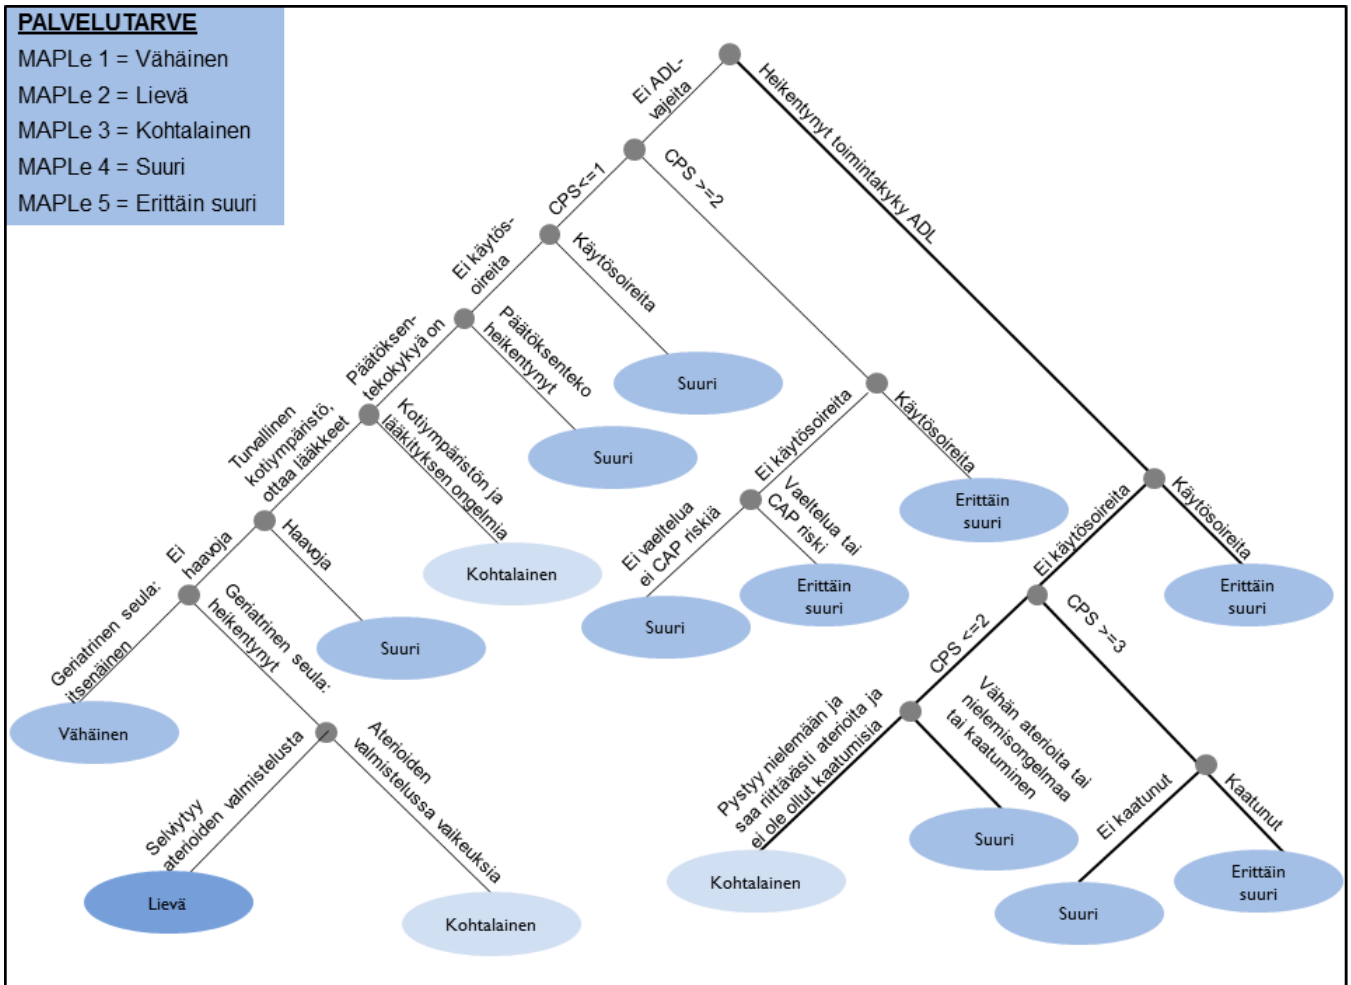 PALVELUTARVE
MAPLe 1 = Vähäinen
MAPLe 2 = Lievä
MAPLe 3 = Kohtalainen
MAPLe 4 = Suuri
MAPLe 5 = Erittäin suuri
Ei ADL-
vajeita
Heikentynyt toimintakyky ADL
CPS<=1
CPS >=2
Ei käytös-
oireita
Käytösoireita
Suuri
Päätöksen-
tekokykyä on
Päätöksenteko
heikentynyt
Suuri
Turvallinen
kotiympäristö,
ottaa lääkkeet
Kotiympäristön ja
lääkityksen ongelmia
Kohtalainen
Ei
haavoja
Haavoja
Suuri
Geriatrinen seula:
itsenäinen
Vähäinen
Geriatrinen seula:
heikentynyt
Selviytyy
aterioiden valmistelusta
Lievä
Aterioiden
valmistelussa vaikeuksia
Kohtalainen
Ei käytösoireita
Käytösoireita
Erittäin
suuri
Ei vaeltelua
ei CAP riskiä
Suuri
Vaeltelua tai
CAP riski
Erittäin
suuri
Ei käytösoireita
Käytösoireita
Erittäin
suuri
CPS <=2
CPS >=3
Pystyy nielemään ja
saa riittävästi aterioita ja
ei ole ollut kaatumisia
Kohtalainen
Vähän aterioita tai
nielemisongelmaa
tai kaatuminen
Suuri
Ei kaatunut
Suuri
Kaatunut
Erittäin
suuri